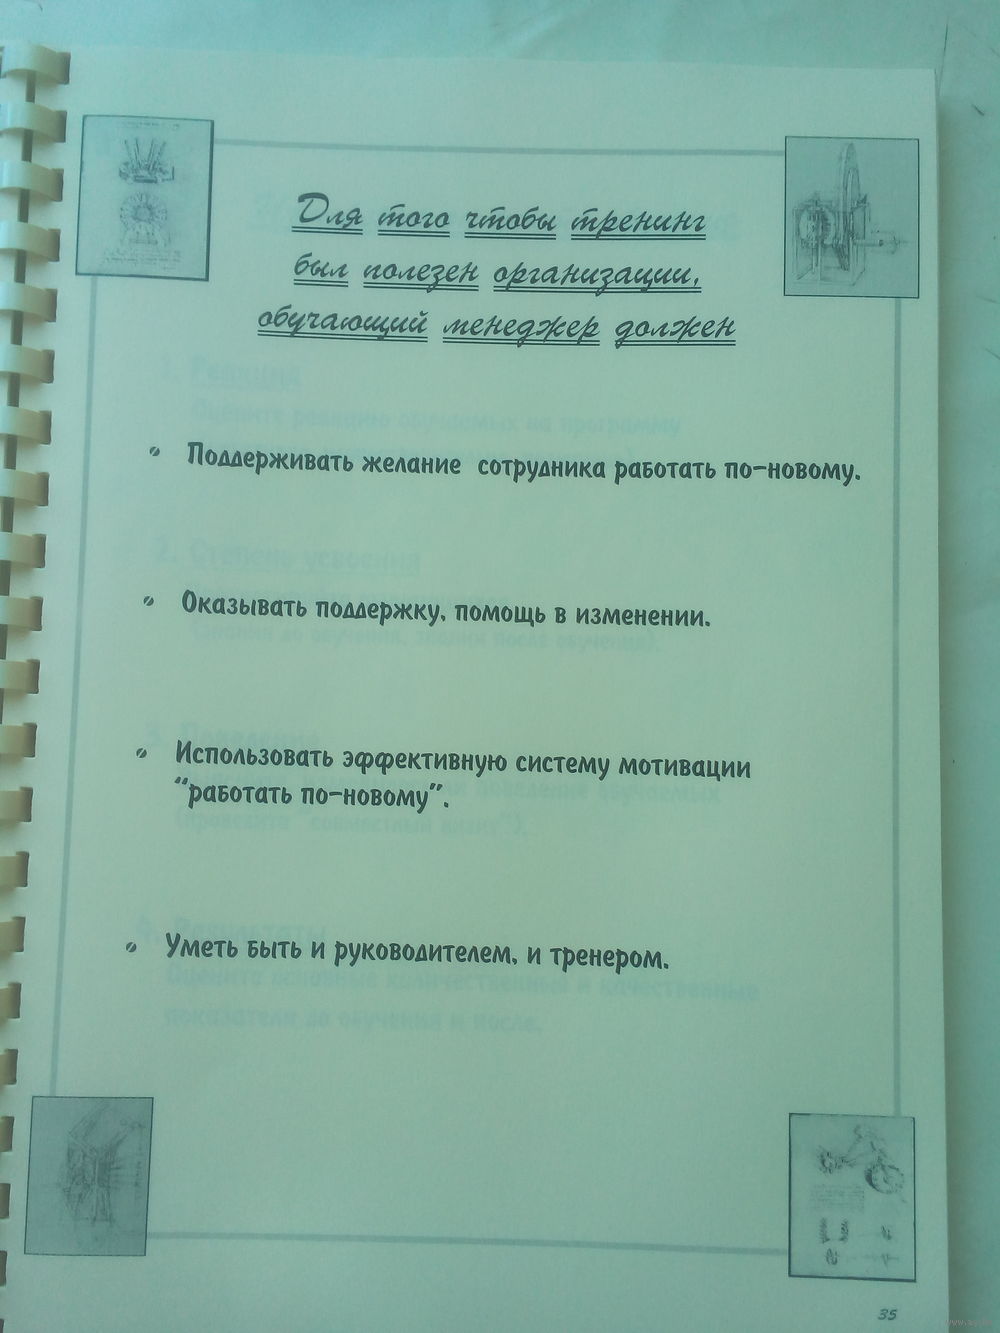 Для того чтобы тренинг
был полезен организации,
обучающий менеджер должен
Поддерживать желание сотрудника работать по-новому.
Оказывать поддержку, помощь в изменении.
Использовать эффективную систему мотивации
“работать по-новому”.
Уметь быть и руководителем, и тренером.
35